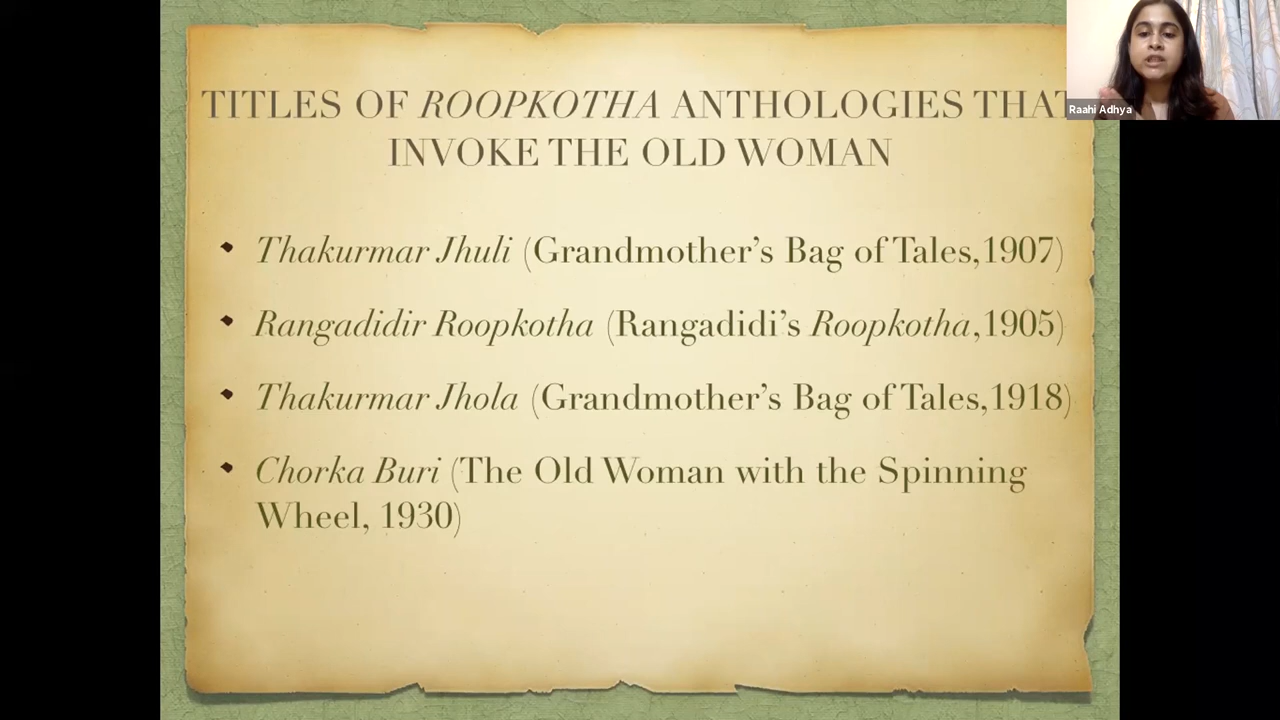 TITLES OF ROOPKOTHA ANTHOLOGIES THAT
INVOKE THE OLD WOMAN
Raahi Adhya
• Thakurmar Jhuli (Grandmother's Bag of Tales,1907)
• Rangadidir Roopkotha (Rangadidi's Roopkotha,1905)
• Thakurmar Jhola (Grandmother's Bag of Tales,1918)
• Chorka Buri (The Old Woman with the Spinning
Wheel, 1930)